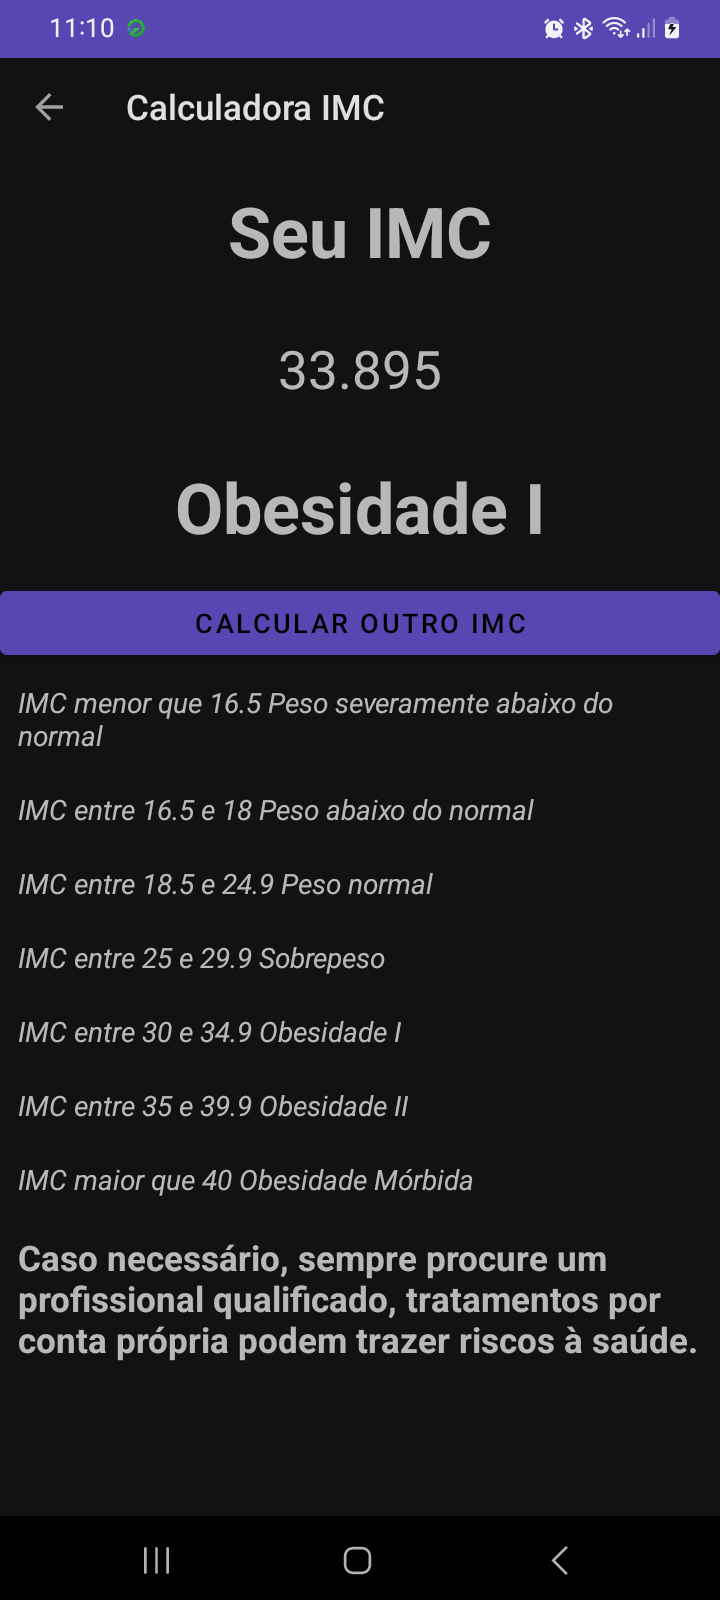 11:10
Calculadora IMC
Seu IMC
33.895
Obesidade I
CALCULAR OUTRO IMC
IMC menor que 16.5 Peso severamente abaixo do
normal
IMC entre 16.5 e 18 Peso abaixo do normal
IMC entre 18.5 e 24.9 Peso normal
IMC entre 25 e 29.9 Sobrepeso
IMC entre 30 e 34.9 Obesidade I
IMC entre 35 e 39.9 Obesidade II
IMC maior que 40 Obesidade Mórbida
Caso necessário, sempre procure um
profissional qualificado, tratamentos por
conta própria podem trazer riscos à saúde.